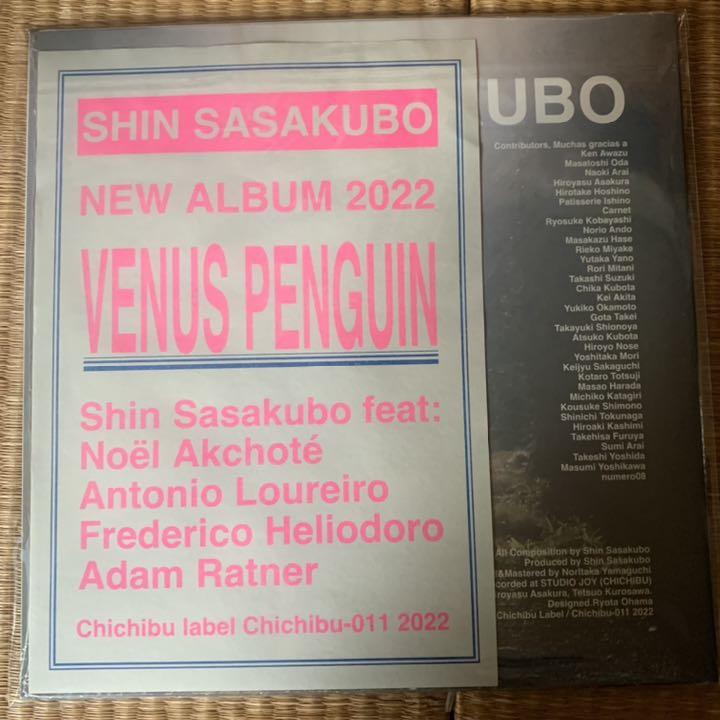 SHIN SASAKUBO
NEW ALBUM 2022
VENUS PENGUIN
Shin Sasakubo feat:
Noël Akchoté
Antonio Loureiro
Frederico Heliodoro
Adam Ratner
Chichibu label Chichibu-011 2022
UBO
Contributors, Muchas gracias a
Ken Awazu
Masatoshi Oda
Naoki Arai
Hiroyasu Asakura
Hirotake Hoshino
Patisserie Ishino
Carnet
Ryosuke Kobayashi
Norio Ando
Masakazu Hase
Rieko Miyake
Yutaka Yano
Rori Mitani
Takashi Suzuki
Chika Kubota
Kei Akita
Yukiko Okamoto
Gota Takei
Takayuki Shionoya
Atsuko Kubota
Hiroyo Nose
Yoshitaka Mori
Keijyu Sakaguchi
Kotaro Totsuji
Masao Harada
Michiko Katagiri
Kousuke Shimono
Shinichi Tokunaga
Hiroaki Kashimi
Takehisa Furuya
Sumi Arai
Takeshi Yoshida
Masumi Yoshikawa
numero08
All Composition by Shin Sasakubo
Produced by Shin Sasakubo
&Mastered by Noritaka Yamaguchi
corded at STUDIO JOY (CHICHIBU)
royasu Asakura, Tetsuo Kurosawa.
Designed.Ryota Ohama
Chichibu Label / Chichibu-011 2022